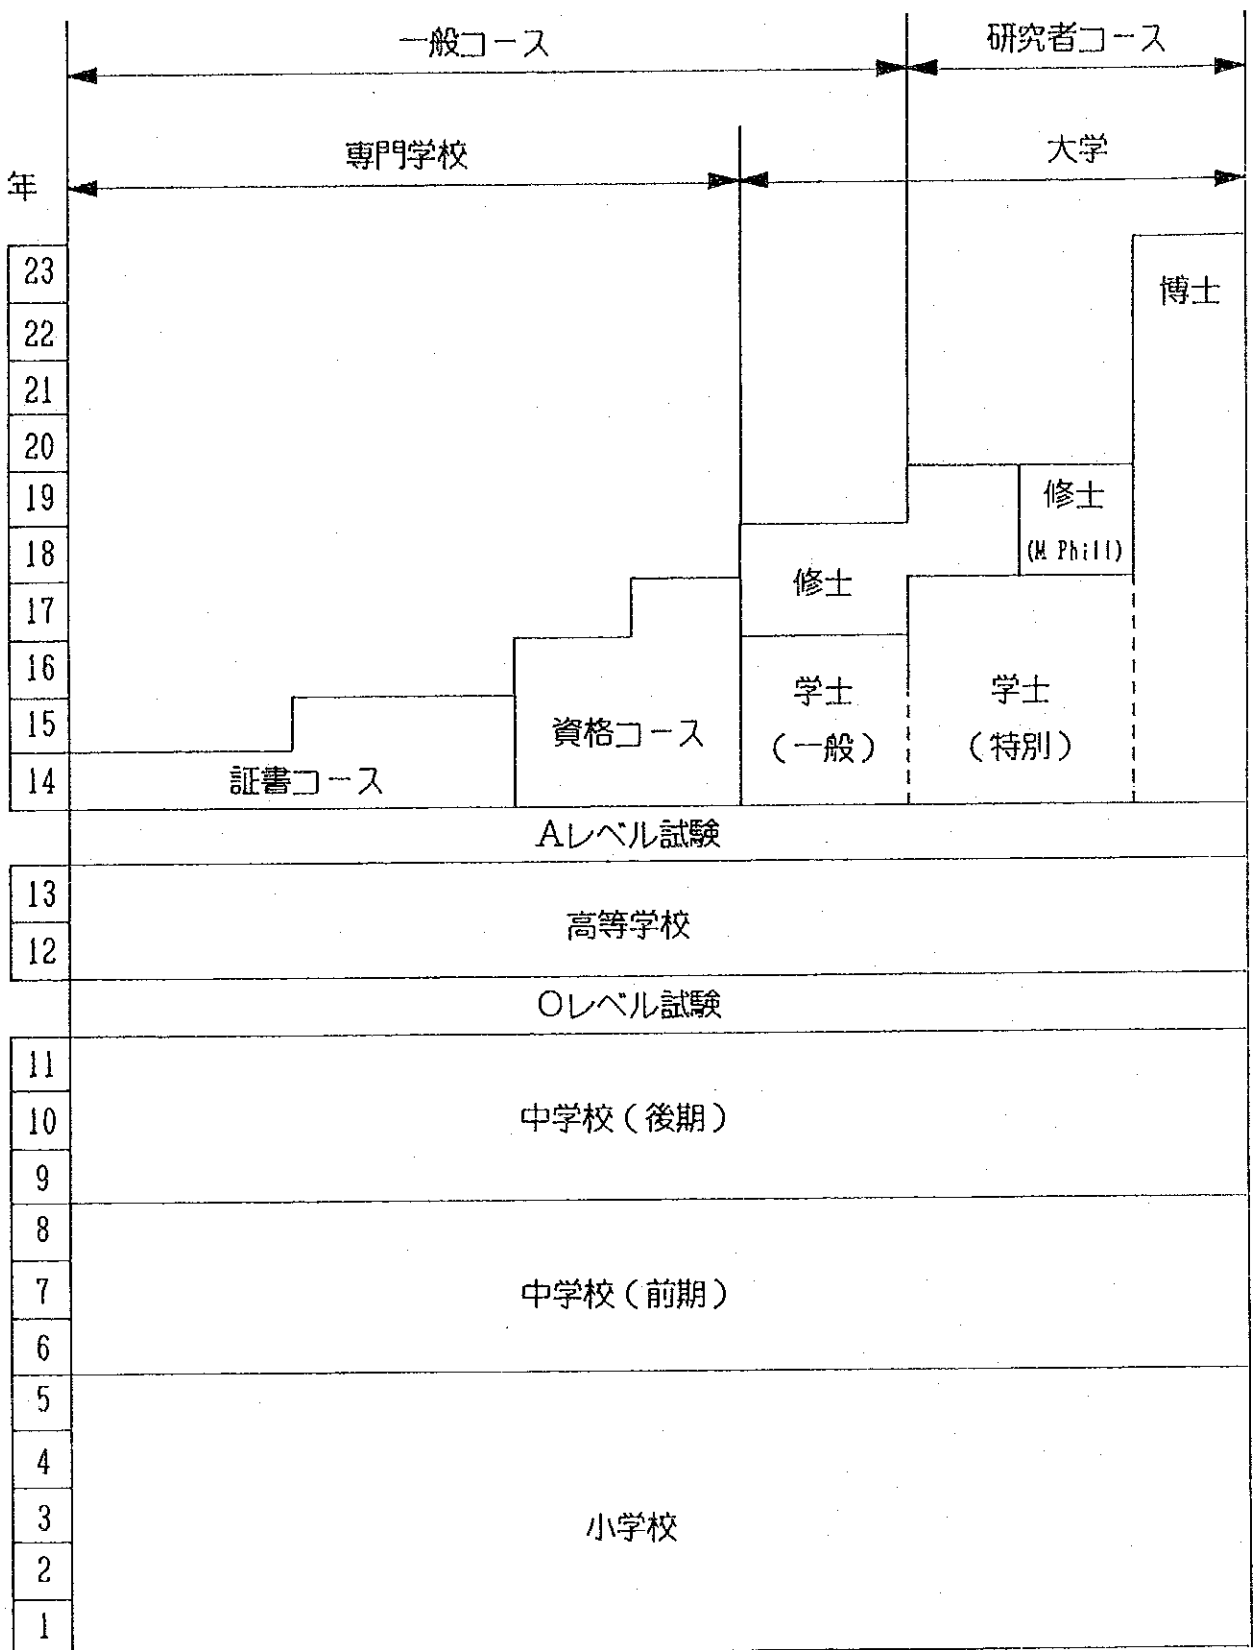 一般コース
研究者コース
専門学校
大学
年
23
博士
22
21
20
19
修士
18
(M Phill)
修士
17
16
学士
学士
15
資格コース
(一般)
(特別)
14
証書コース
Aレベル試験
13
高等学校
12
Oレベル試験
11
10
中学校(後期)
9
8
7
中学校(前期)
6
5
4
3
小学校
2
1